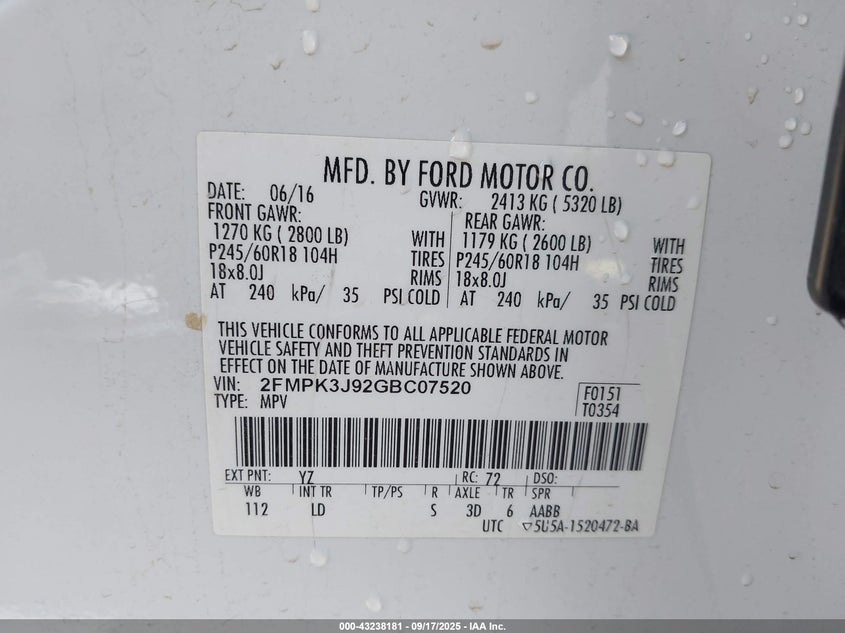 MFD. BY FORD MOTOR CO.
DATE: 06/16 GVWR: 2413 KG ( 5320 LB)
FRONT GAWR: REAR GAWR:
1270 KG ( 2800 LB) WITH 1179 KG ( 2600 LB) WITH
P245/60R18 104H TIRES P245/60R18 104H TIRES
18x8.0J RIMS 18x8.0J RIMS
AT 240 kPa/ 35 PSI COLD AT 240 kPa/ 35 PSI COLD
THIS VEHICLE CONFORMS TO ALL APPLICABLE FEDERAL MOTOR
VEHICLE SAFETY AND THEFT PREVENTION STANDARDS IN
EFFECT ON THE DATE OF MANUFACTURE SHOWN ABOVE.
VIN: 2FMPK3J92GBC07520 F0151
TYPE: MPV T0354
EXT PNT: YZ RC: 72 DSO:
WB INT TR TP/PS R AXLE TR SPR
112 LD S 3D 6 AABB
UTC ▽5U5A-1520472-BA
000-43238181 - 09/17/2025 - IAA Inc.